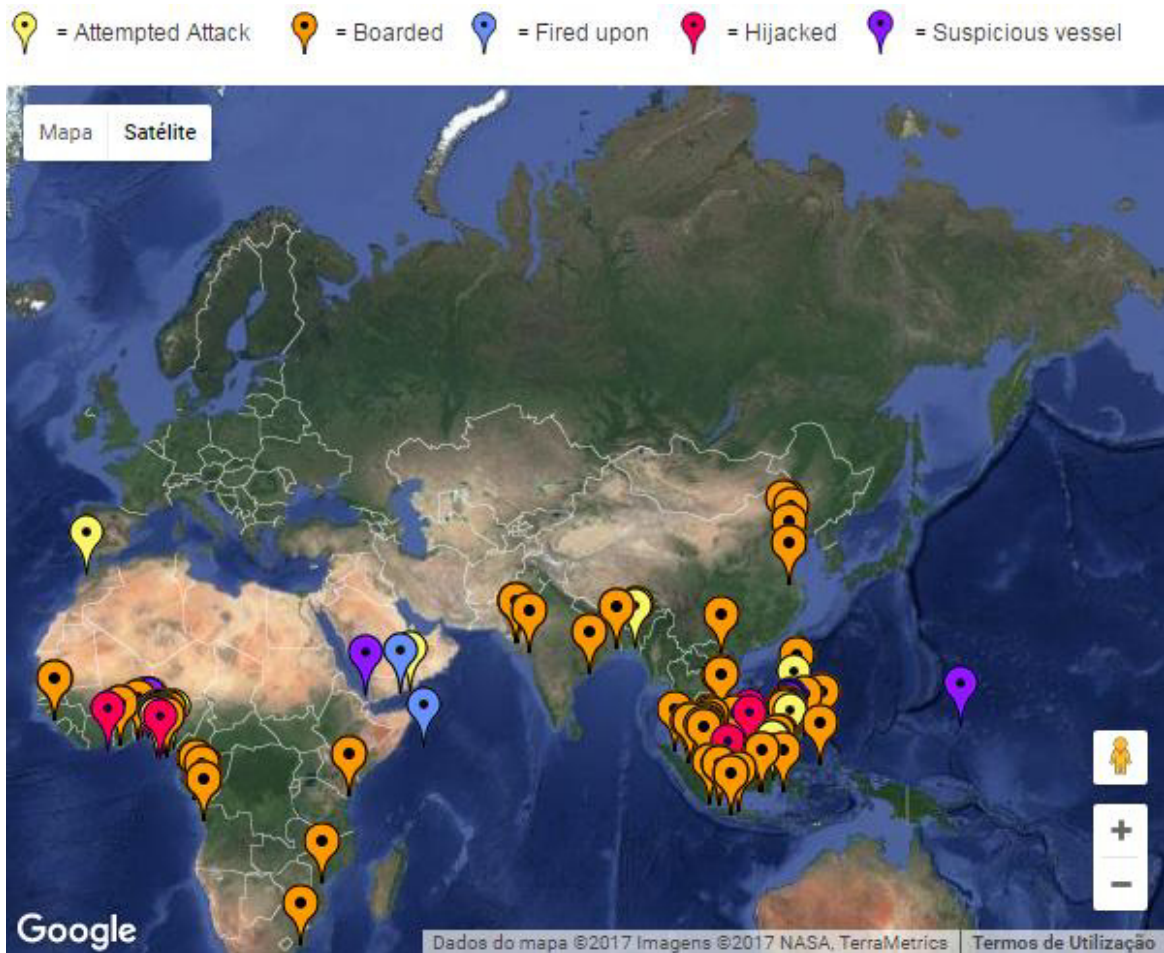 = Attempted Attack = Boarded = Fired upon = Hijacked = Suspicious vessel
Mapa Satélite
+
−
Google
Dados do mapa ©2017 Imagens ©2017 NASA, TerraMetrics Termos de Utilização